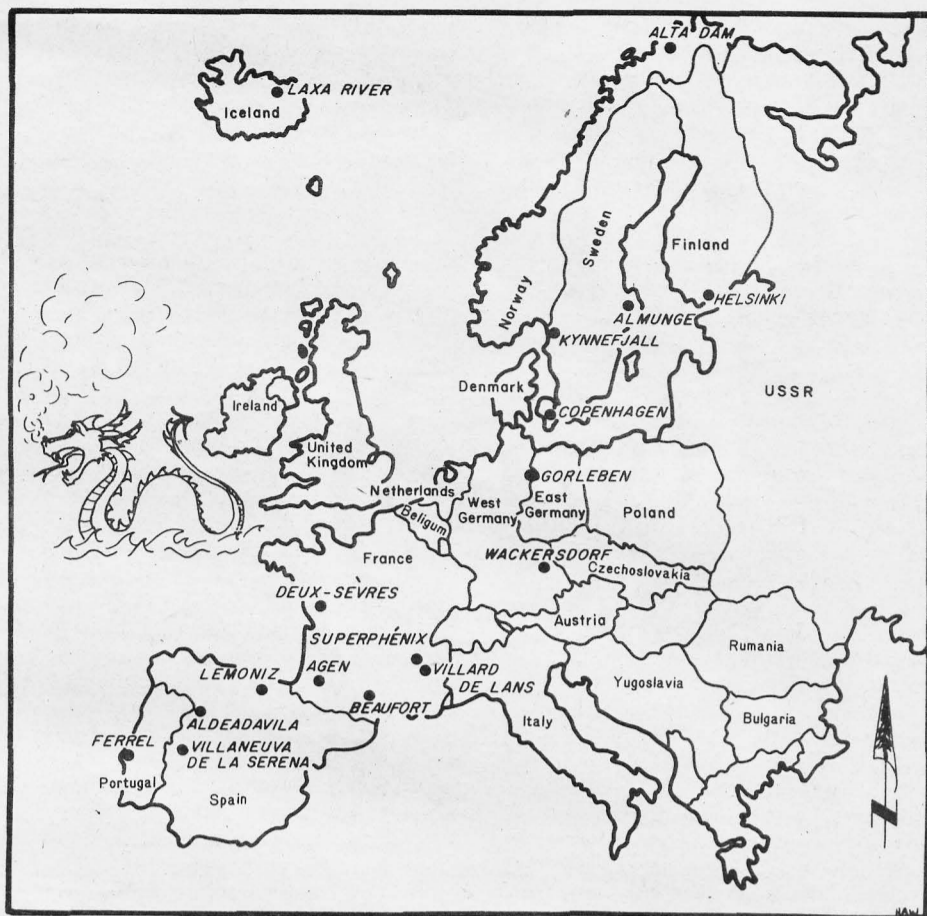 ALTA DAM
LAXA RIVER
Iceland
Sweden
Finland
Norway
HELSINKI
ALMUNGE
KYNNEFJALL
Denmark
USSR
Ireland
COPENHAGEN
United
Kingdom
GORLEBEN
Netherlands
West
Germany
East
Germany
Poland
Beligum
France
WACKERSDORF
Czechoslovakia
DEUX-SÈVRES
Austria
SUPERPHÉNIX
Rumania
AGEN
VILLARD
DE LANS
LEMONIZ
Yugoslavia
BEAUFORT
ALDEADAVILA
Italy
Bulgaria
FERREL
VILLANEUVA
DE LA SERENA
Portugal
Spain
N
NAW